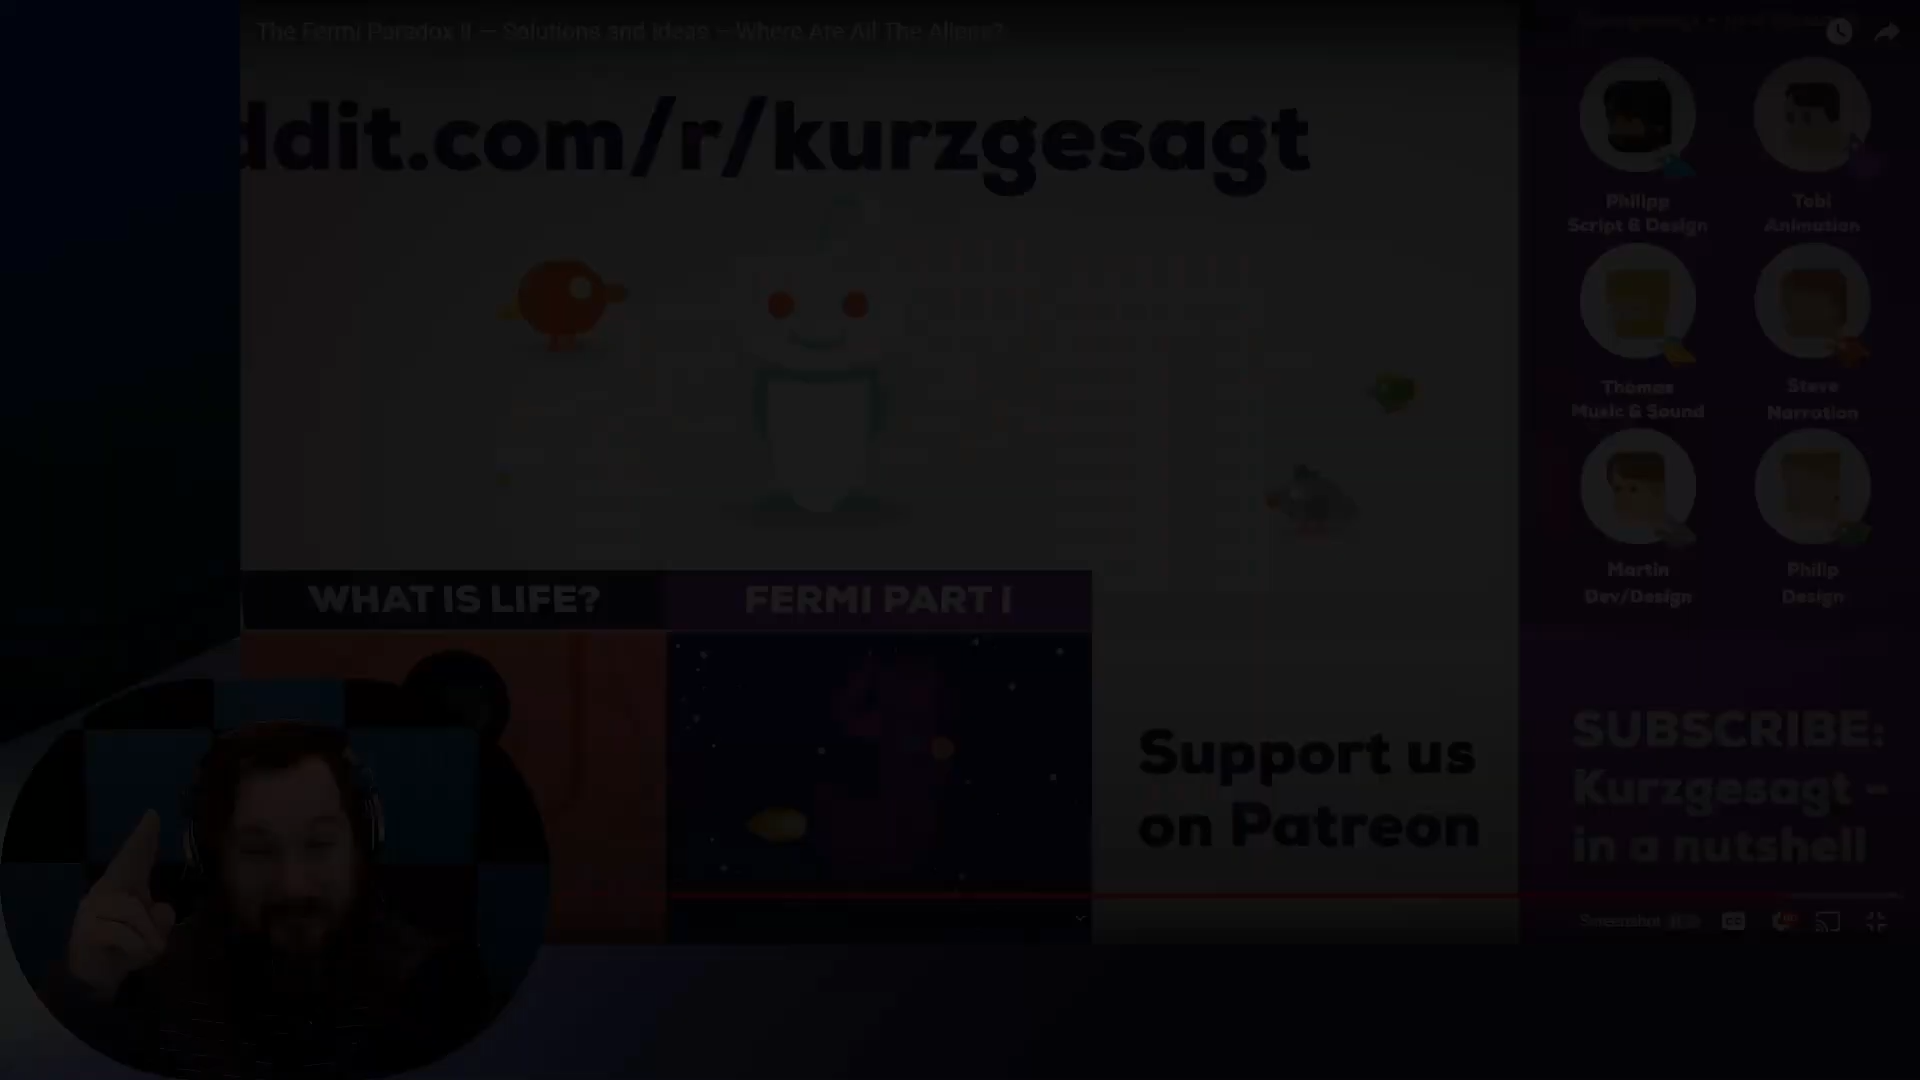 The Fermi Paradox II — Solutions and Ideas – Where Are All The Aliens?
ddit.com/r/kurzgesagt
Philipp
Script & Design
Tobi
Animation
Thomas
Music & Sound
Steve
Narration
Martin
Dev/Design
Philip
Design
WHAT IS LIFE?
FERMI PART I
Support us
on Patreon
SUBSCRIBE:
Kurzgesagt –
in a nutshell
Screenshot